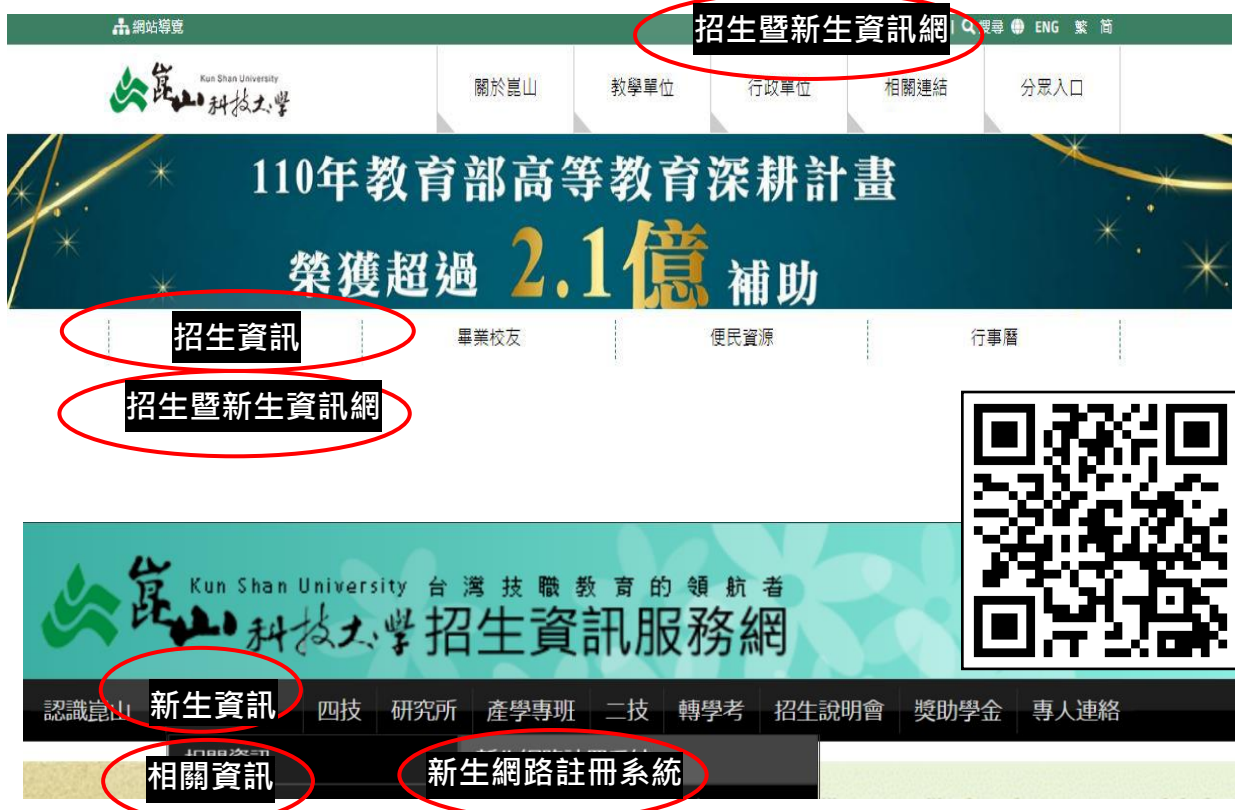 網站導覽
招生暨新生資訊網
搜尋 ENG 繁 简
崑山科技大學 Kun Shan University
關於崑山 教學單位 行政單位 相關連結 分眾入口
110年教育部高等教育深耕計畫
榮獲超過 2.1億 補助
招生資訊 畢業校友 便民資源 行事曆
招生暨新生資訊網
崑山科技大學 Kun Shan University 台灣技職教育的領航者
招生資訊服務網
認識崑山 新生資訊 四技 研究所 產學專班 二技 轉學考 招生說明會 獎助學金 專人連絡
相關資訊 新生網路註冊系統